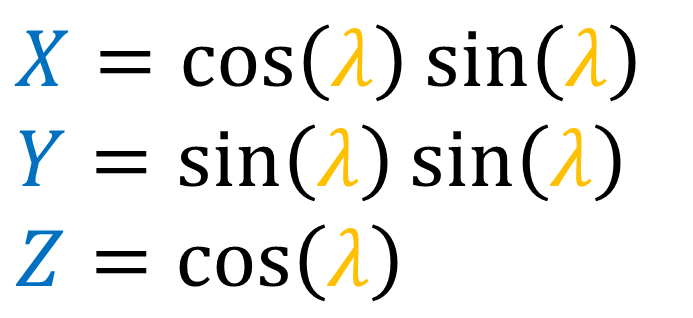 X = cos(λ) sin(λ)
Y = sin(λ) sin(λ)
Z = cos(λ)